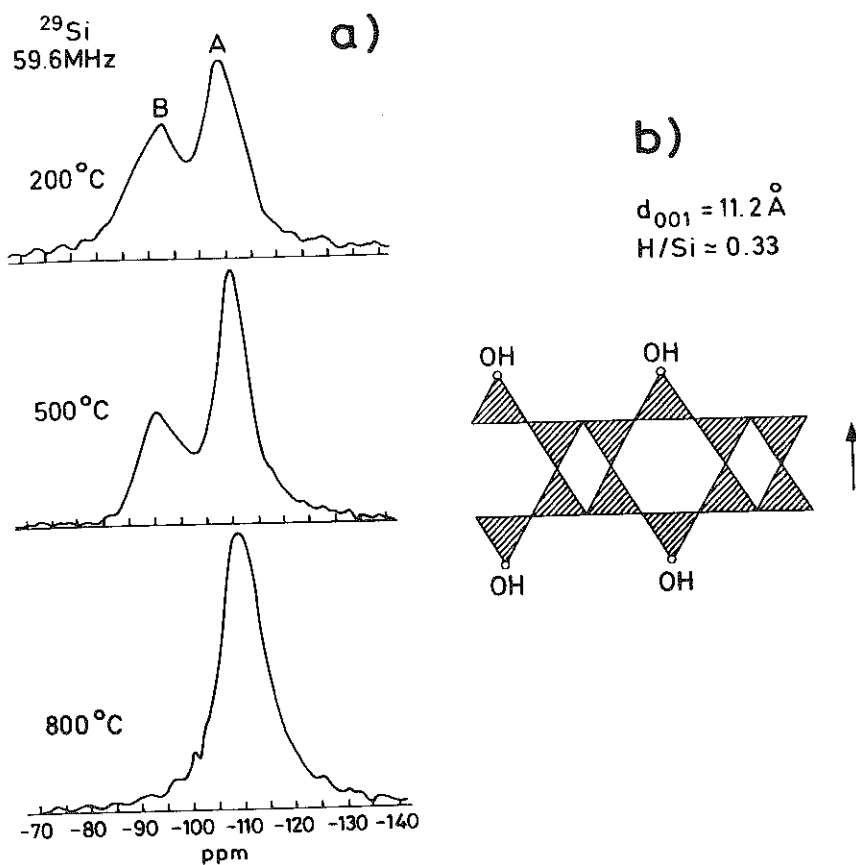 29Si
59.6MHz
a)
A
B
200°C
500°C
800°C
-70 -80 -90 -100 -110 -120 -130 -140
ppm
b)
d001 = 11.2 Å
H/Si ≃ 0.33
OH OH
OH OH